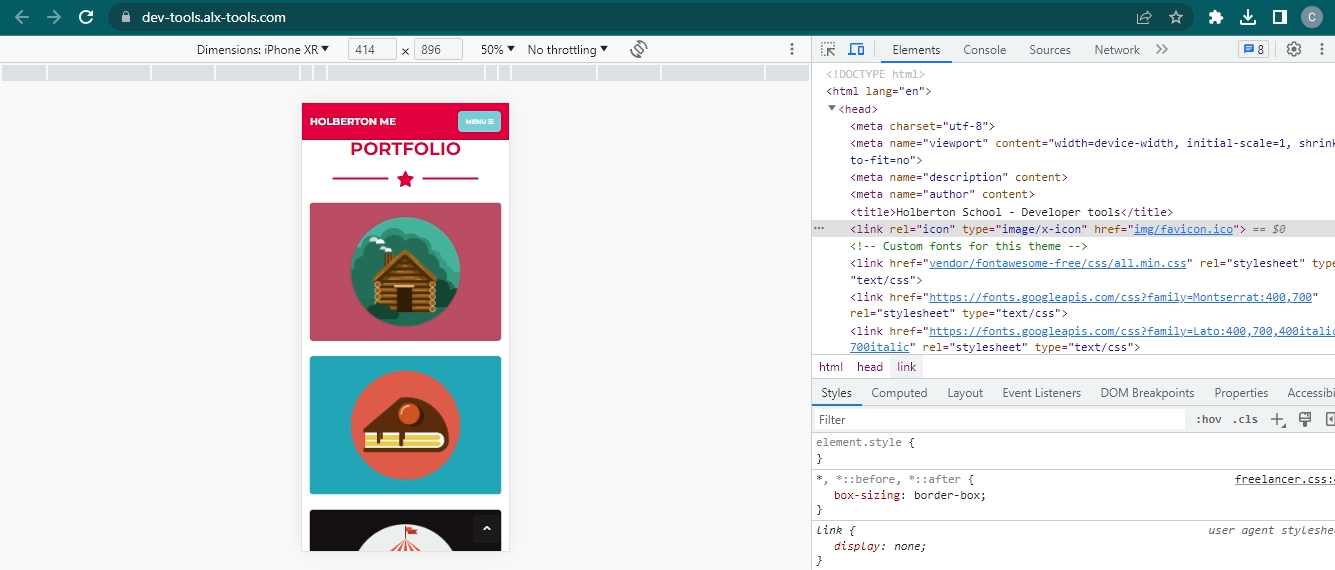 dev-tools.alx-tools.com
C
Dimensions: iPhone XR 414 × 896 50% No throttling
Elements Console Sources Network 8
<!DOCTYPE html>
<html lang="en">
<head>
<meta charset="utf-8">
<meta name="viewport" content="width=device-width, initial-scale=1, shrink
to-fit=no">
<meta name="description" content>
<meta name="author" content>
<title>Holberton School - Developer tools</title>
<link rel="icon" type="image/x-icon" href="img/favicon.ico"> == $0
<!-- Custom fonts for this theme -->
<link href="vendor/fontawesome-free/css/all.min.css" rel="stylesheet" type
"text/css">
<link href="https://fonts.googleapis.com/css?family=Montserrat:400,700"
rel="stylesheet" type="text/css">
<link href="https://fonts.googleapis.com/css?family=Lato:400,700,400italic
700italic" rel="stylesheet" type="text/css">
html head link
Styles Computed Layout Event Listeners DOM Breakpoints Properties Accessibi
Filter :hov .cls
element.style {
}
*, *::before, *::after { freelancer.css:4
box-sizing: border-box;
}
link { user agent styleshe
display: none;
}
HOLBERTON ME MENU
PORTFOLIO